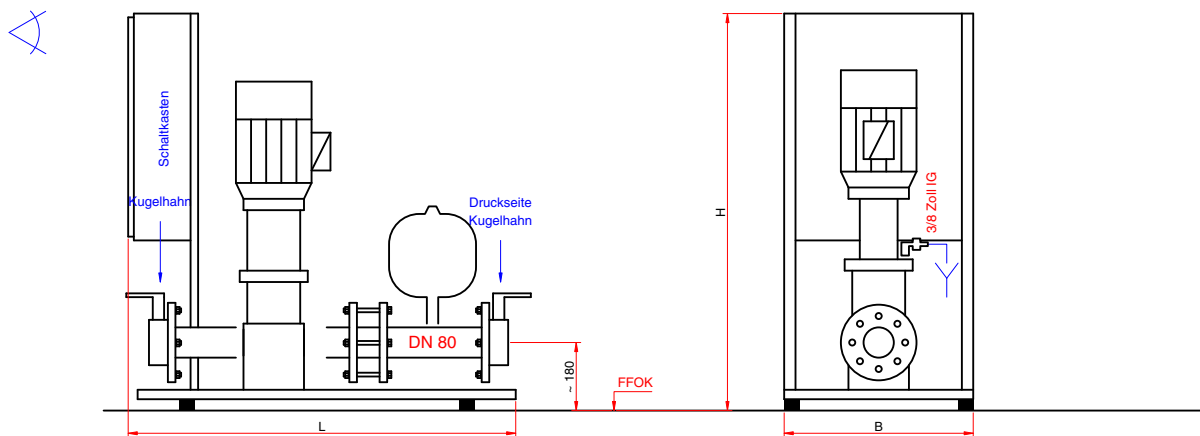 Schaltkasten
Kugelhahn
Druckseite
Kugelhahn
DN 80
~ 180
FFOK
L
H
3/8 Zoll IG
B